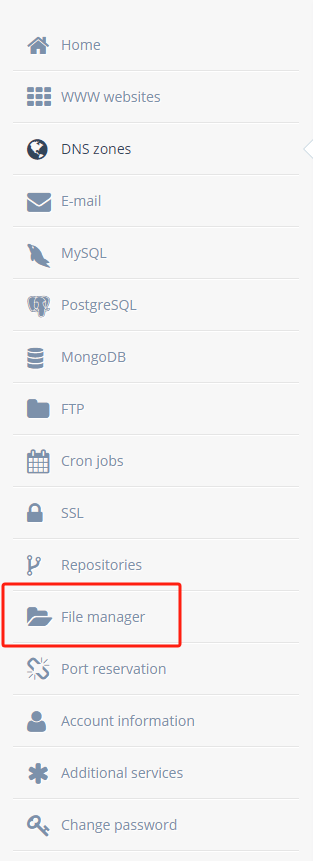 Home
WWW websites
DNS zones
E-mail
MySQL
PostgreSQL
MongoDB
FTP
Cron jobs
SSL
Repositories
File manager
Port reservation
Account information
Additional services
Change password